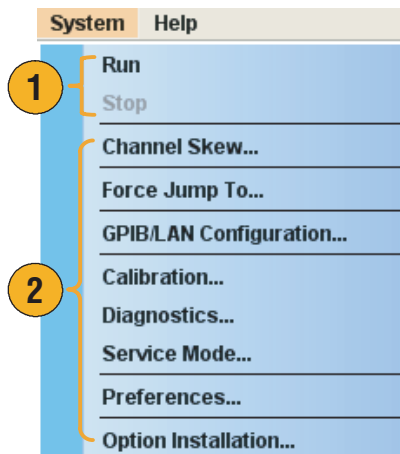 System Help
1
Run
Stop
2
Channel Skew...
Force Jump To...
GPIB/LAN Configuration...
Calibration...
Diagnostics...
Service Mode...
Preferences...
Option Installation...